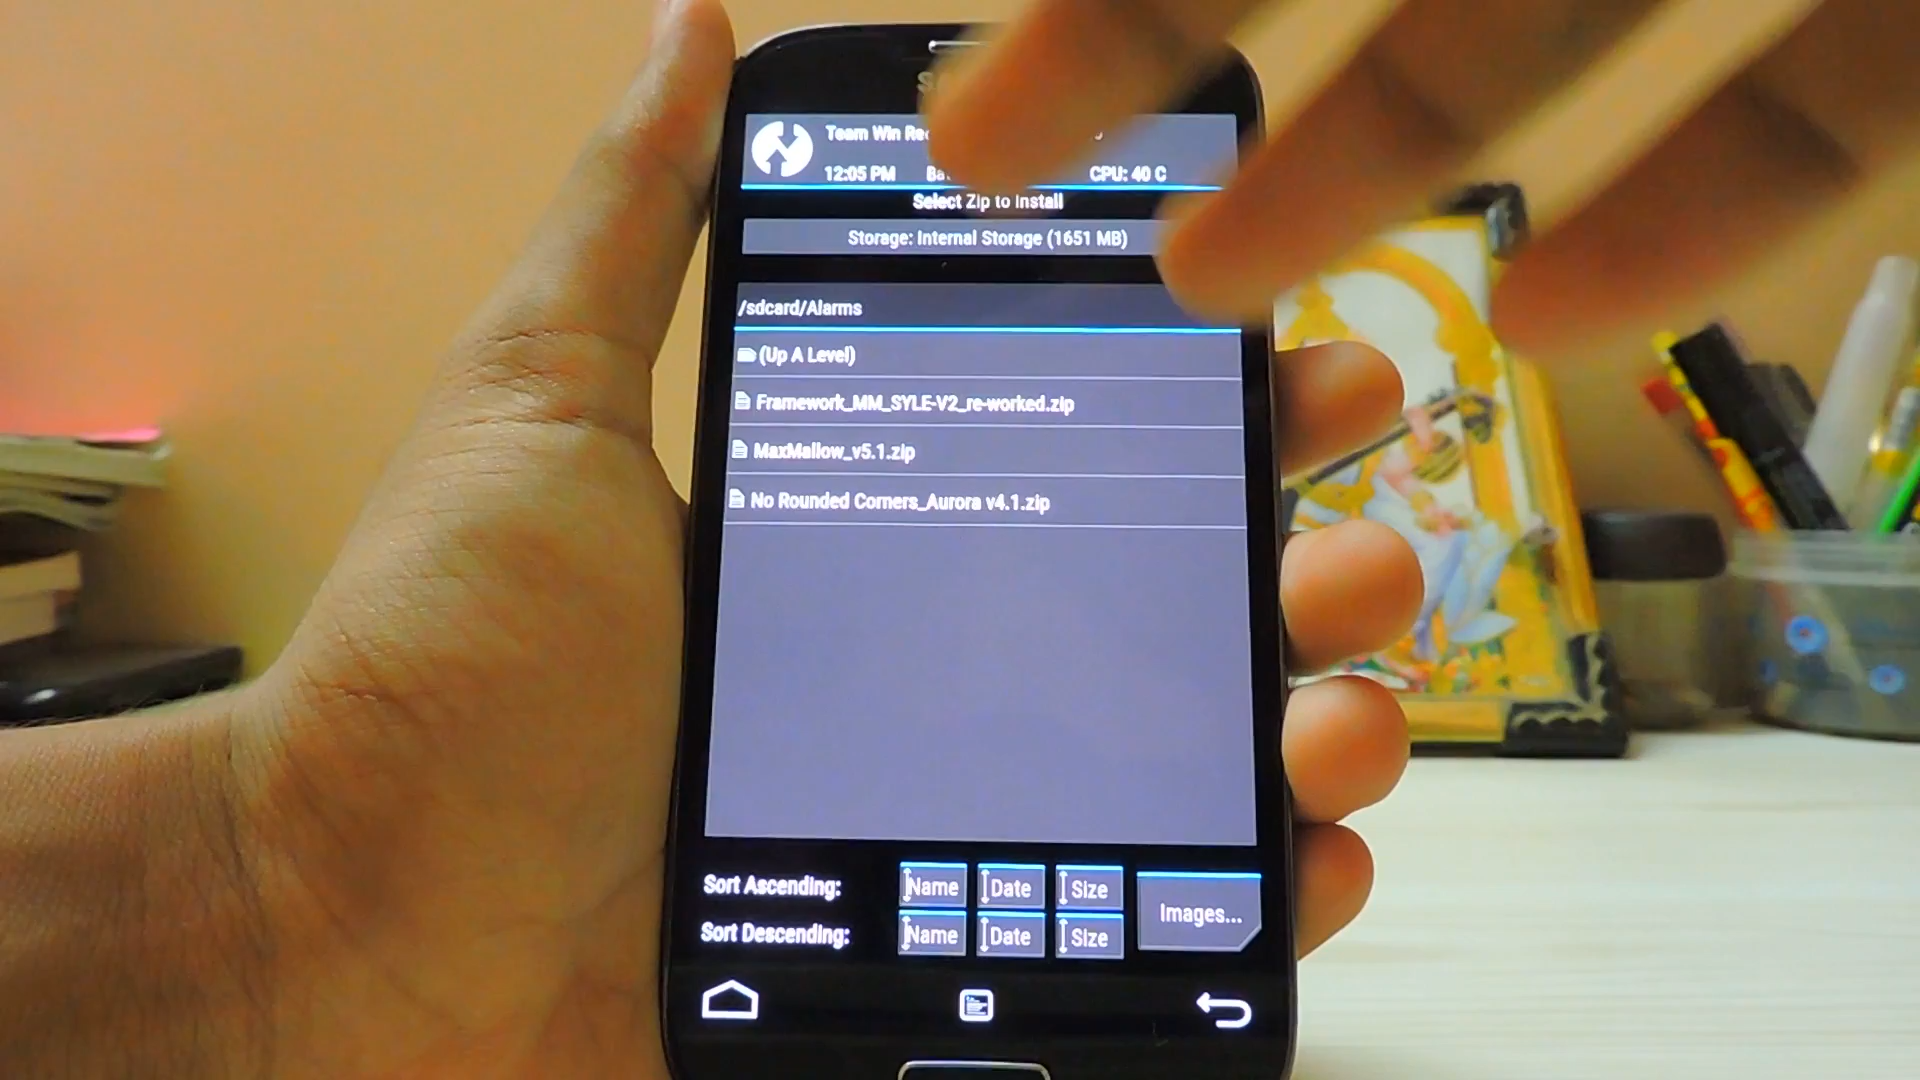 Team Win
12:05 PM CPU: 40 C
Select Zip to Install
Storage: Internal Storage (1651 MB)
/sdcard/Alarms
(Up A Level)
Framework_MM_SYLE-V2_re-worked.zip
MaxMallow_v5.1.zip
No Rounded Corners_Aurora v4.1.zip
Sort Ascending: Name Date Size
Images...
Sort Descending: Name Date Size